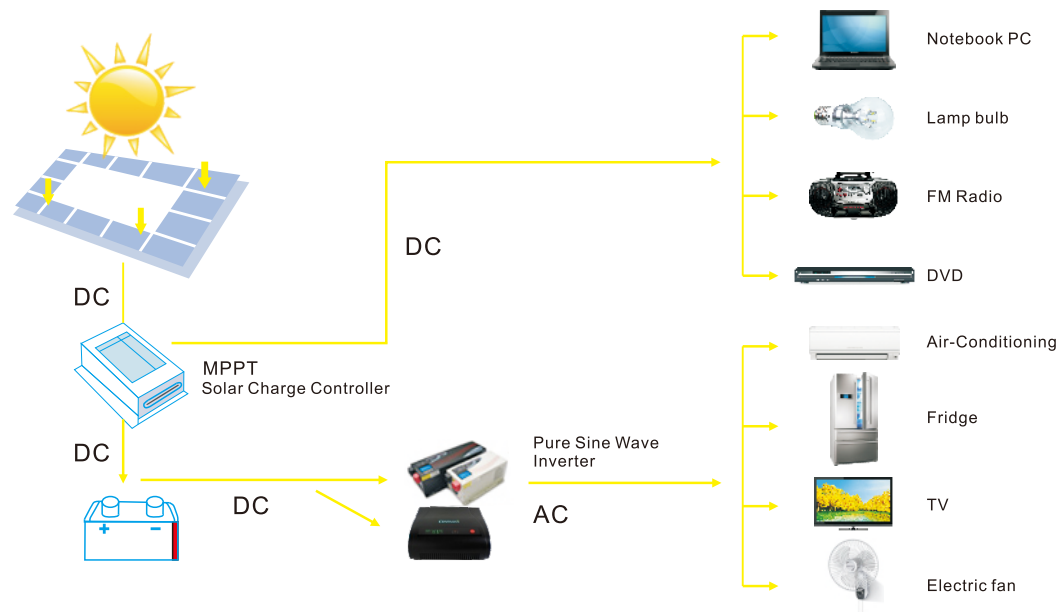 DC
MPPT
Solar Charge Controller
DC
+ −
DC
DC
Pure Sine Wave
Inverter
AC
Notebook PC
Lamp bulb
FM Radio
DVD
Air-Conditioning
Fridge
TV
Electric fan